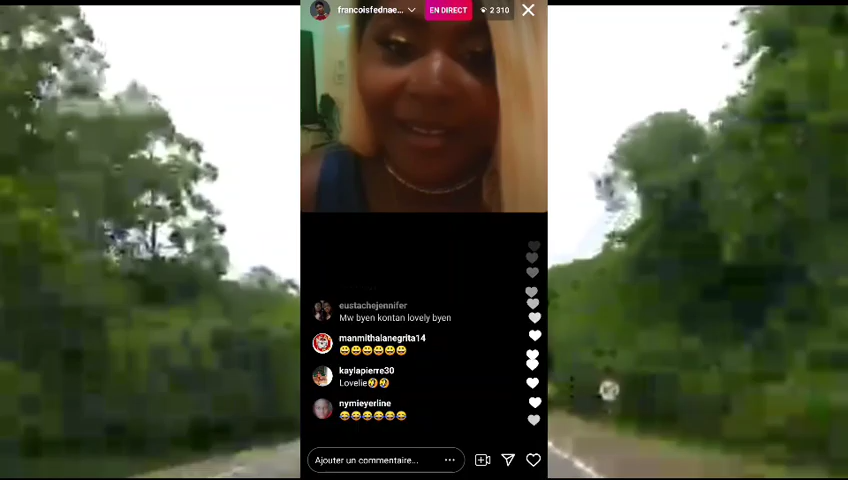 francoisfednae...
EN DIRECT
2 310
eustachejennifer
Mw byen kontan lovely byen
manmithalanegrita14
😄😄😄😄😄😄
kaylapierre30
Lovelie🤣🤣
nymieyerline
😂😂😂😂😂😂
Ajouter un commentaire...